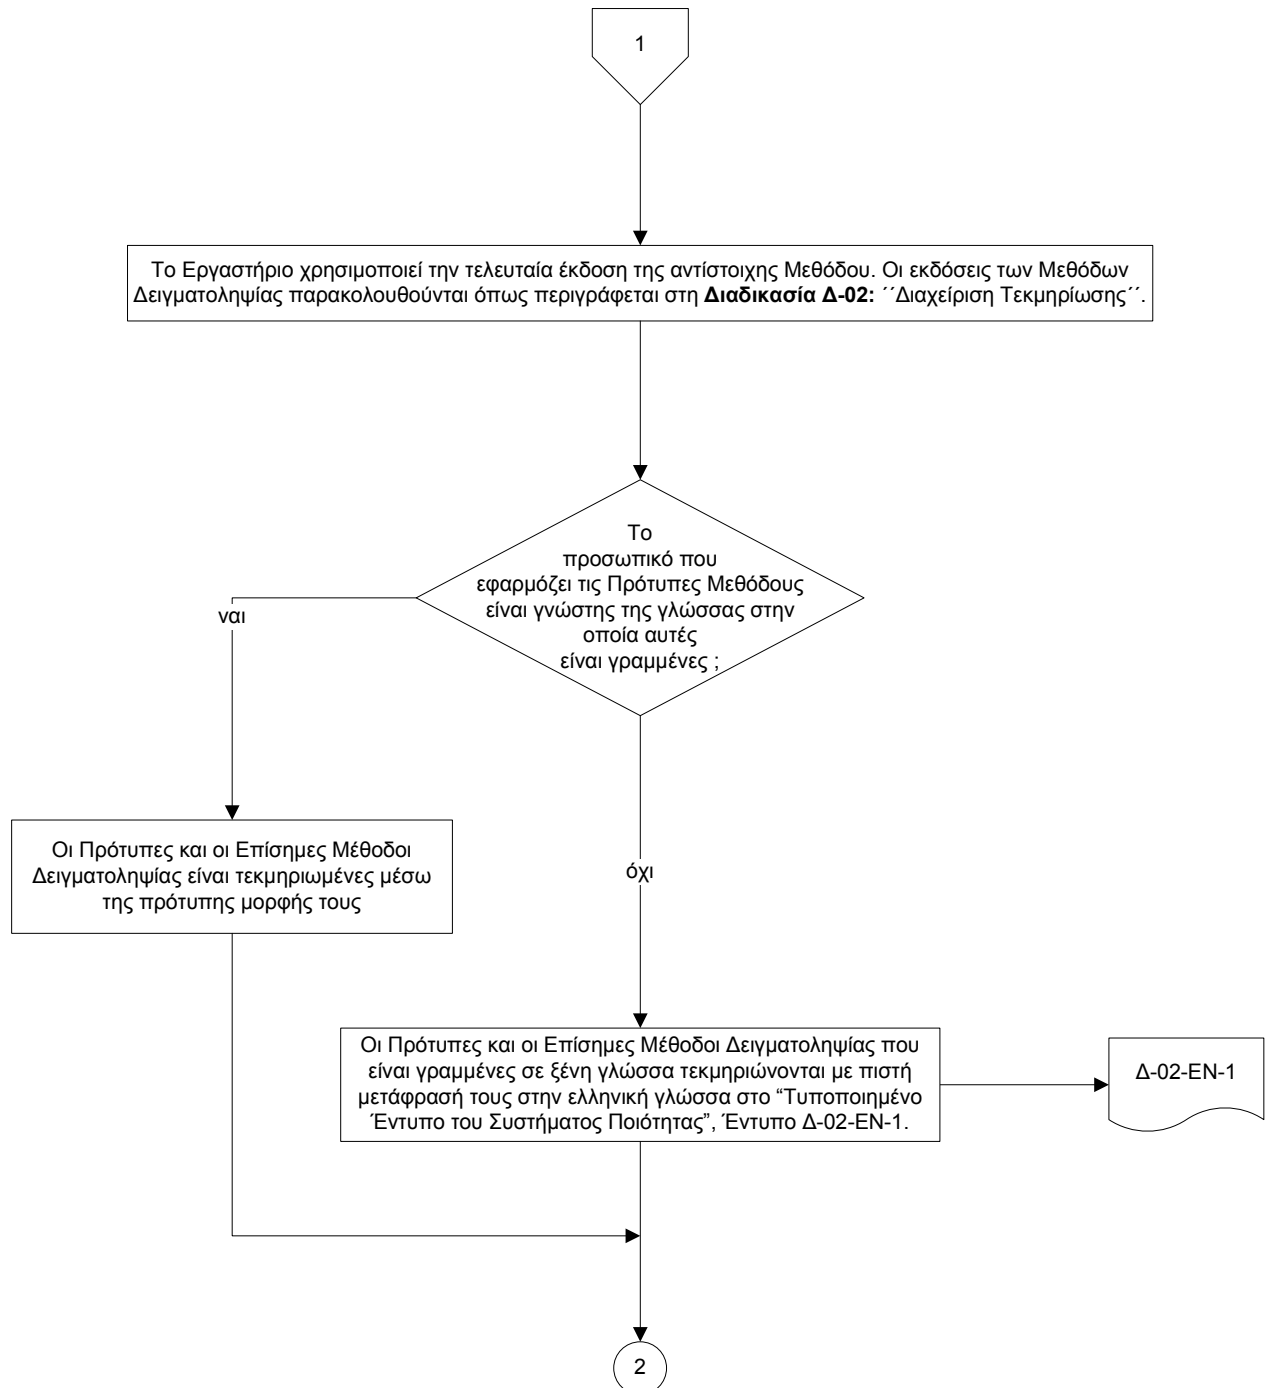 1
Το Εργαστήριο χρησιμοποιεί την τελευταία έκδοση της αντίστοιχης Μεθόδου. Οι εκδόσεις των Μεθόδων
Δειγματοληψίας παρακολουθούνται όπως περιγράφεται στη Διαδικασία Δ-02: ΄΄Διαχείριση Τεκμηρίωσης΄΄.
Το
προσωπικό που
εφαρμόζει τις Πρότυπες Μεθόδους
είναι γνώστης της γλώσσας στην
οποία αυτές
είναι γραμμένες ;
ναι
Οι Πρότυπες και οι Επίσημες Μέθοδοι
Δειγματοληψίας είναι τεκμηριωμένες μέσω
της πρότυπης μορφής τους
όχι
Οι Πρότυπες και οι Επίσημες Μέθοδοι Δειγματοληψίας που
είναι γραμμένες σε ξένη γλώσσα τεκμηριώνονται με πιστή
μετάφρασή τους στην ελληνική γλώσσα στο “Τυποποιημένο
Έντυπο του Συστήματος Ποιότητας”, Έντυπο Δ-02-ΕΝ-1.
Δ-02-ΕΝ-1
2